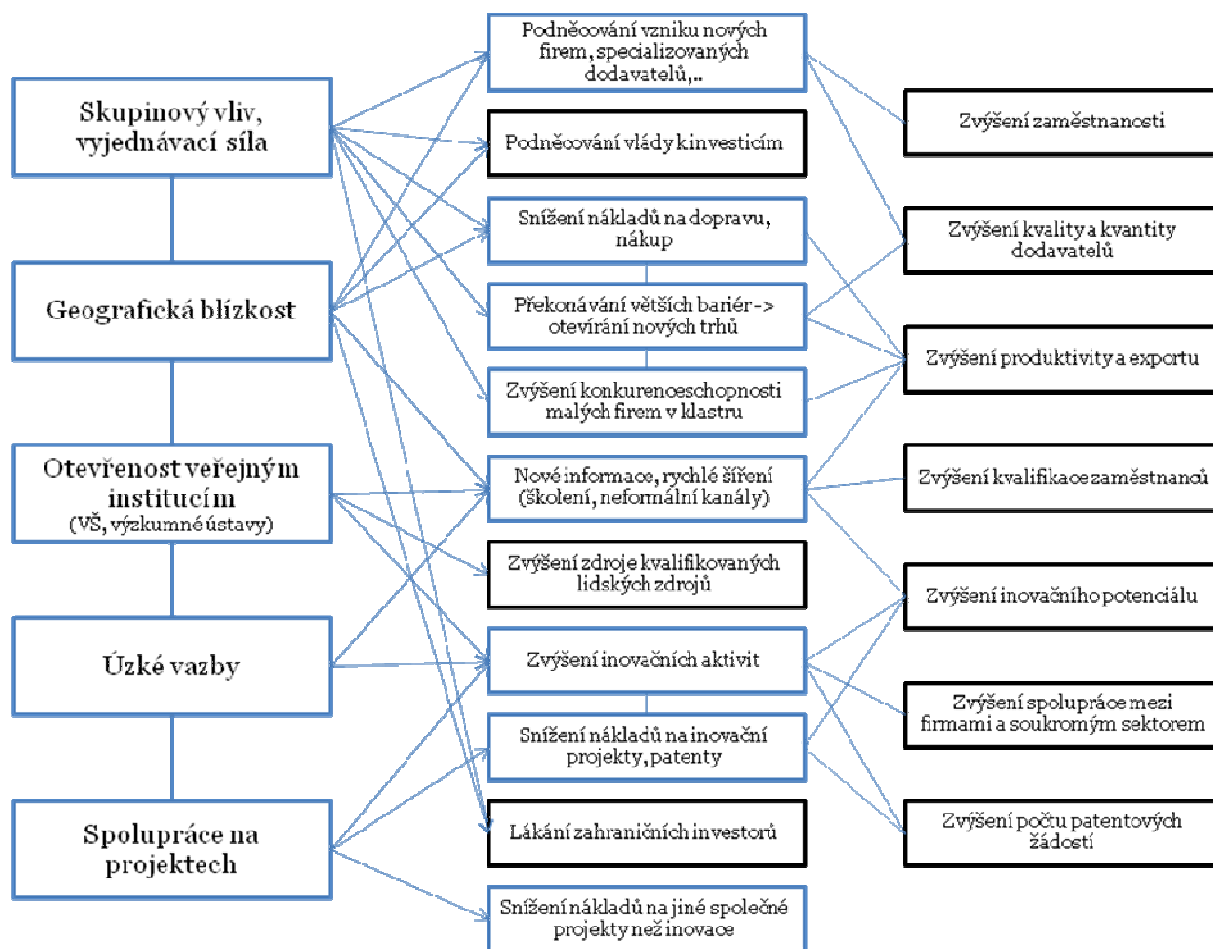 Skupinový vliv,
vyjednávací síla
Geografická blízkost
Otevřenost veřejným
institucím
(VŠ, výzkumné ústavy)
Úzké vazby
Spolupráce na
projektech
Podněcování vzniku nových
firem, specializovaných
dodavatelů,..
Podněcování vlády kinvesticím
Snížení nákladů na dopravu,
nákup
Překonávání větších bariér->
otevírání nových trhů
Zvýšení konkurenceschopnosti
malých firem v klastru
Nové informace, rychlé šíření
(školení, neformální kanály)
Zvýšení zdroje kvalifikovaných
lidských zdrojů
Zvýšení inovačních aktivit
Snížení nákladů na inovační
projekty, patenty
Lákání zahraničních investorů
Snížení nákladů na jiné společné
projekty než inovace
Zvýšení zaměstnanosti
Zvýšení kvality a kvantity
dodavatelů
Zvýšení produktivity a exportu
Zvýšení kvalifikace zaměstnanců
Zvýšení inovačního potenciálu
Zvýšení spolupráce mezi
firmami a soukromým sektorem
Zvýšení počtu patentových
žádostí